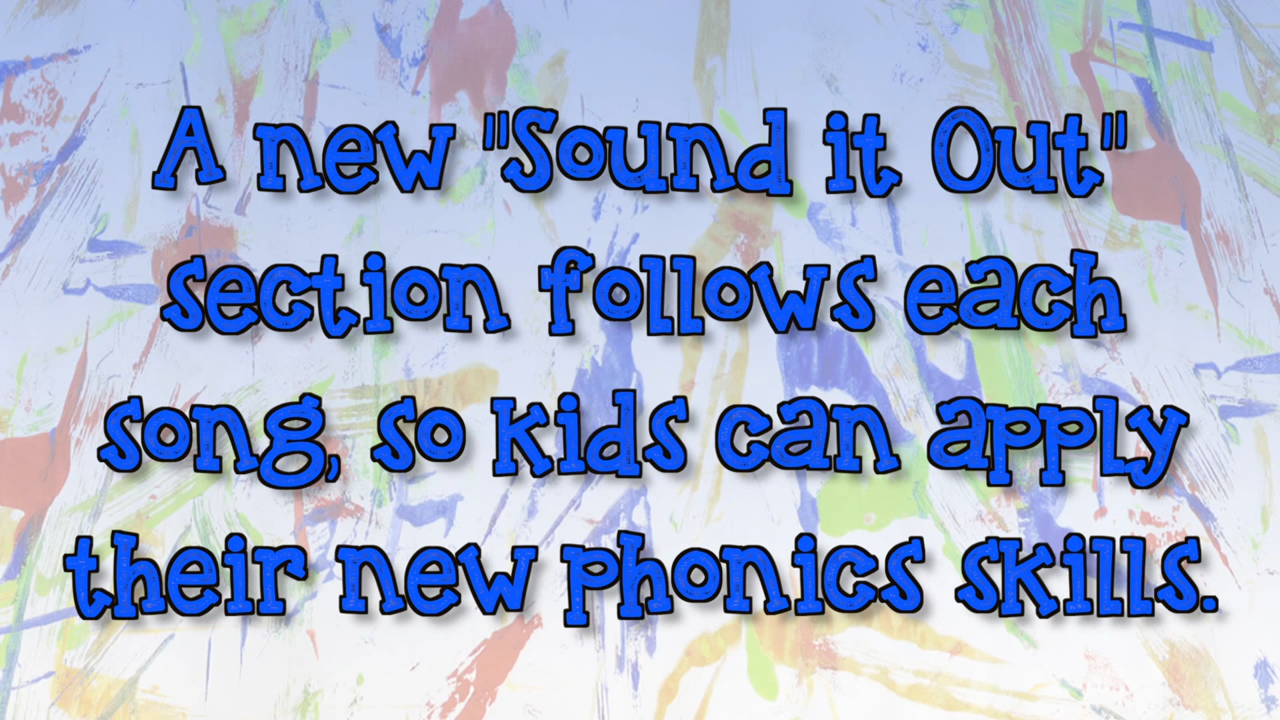 A new "Sound it Out"
section follows each
song, so kids can apply
their new phonics skills.